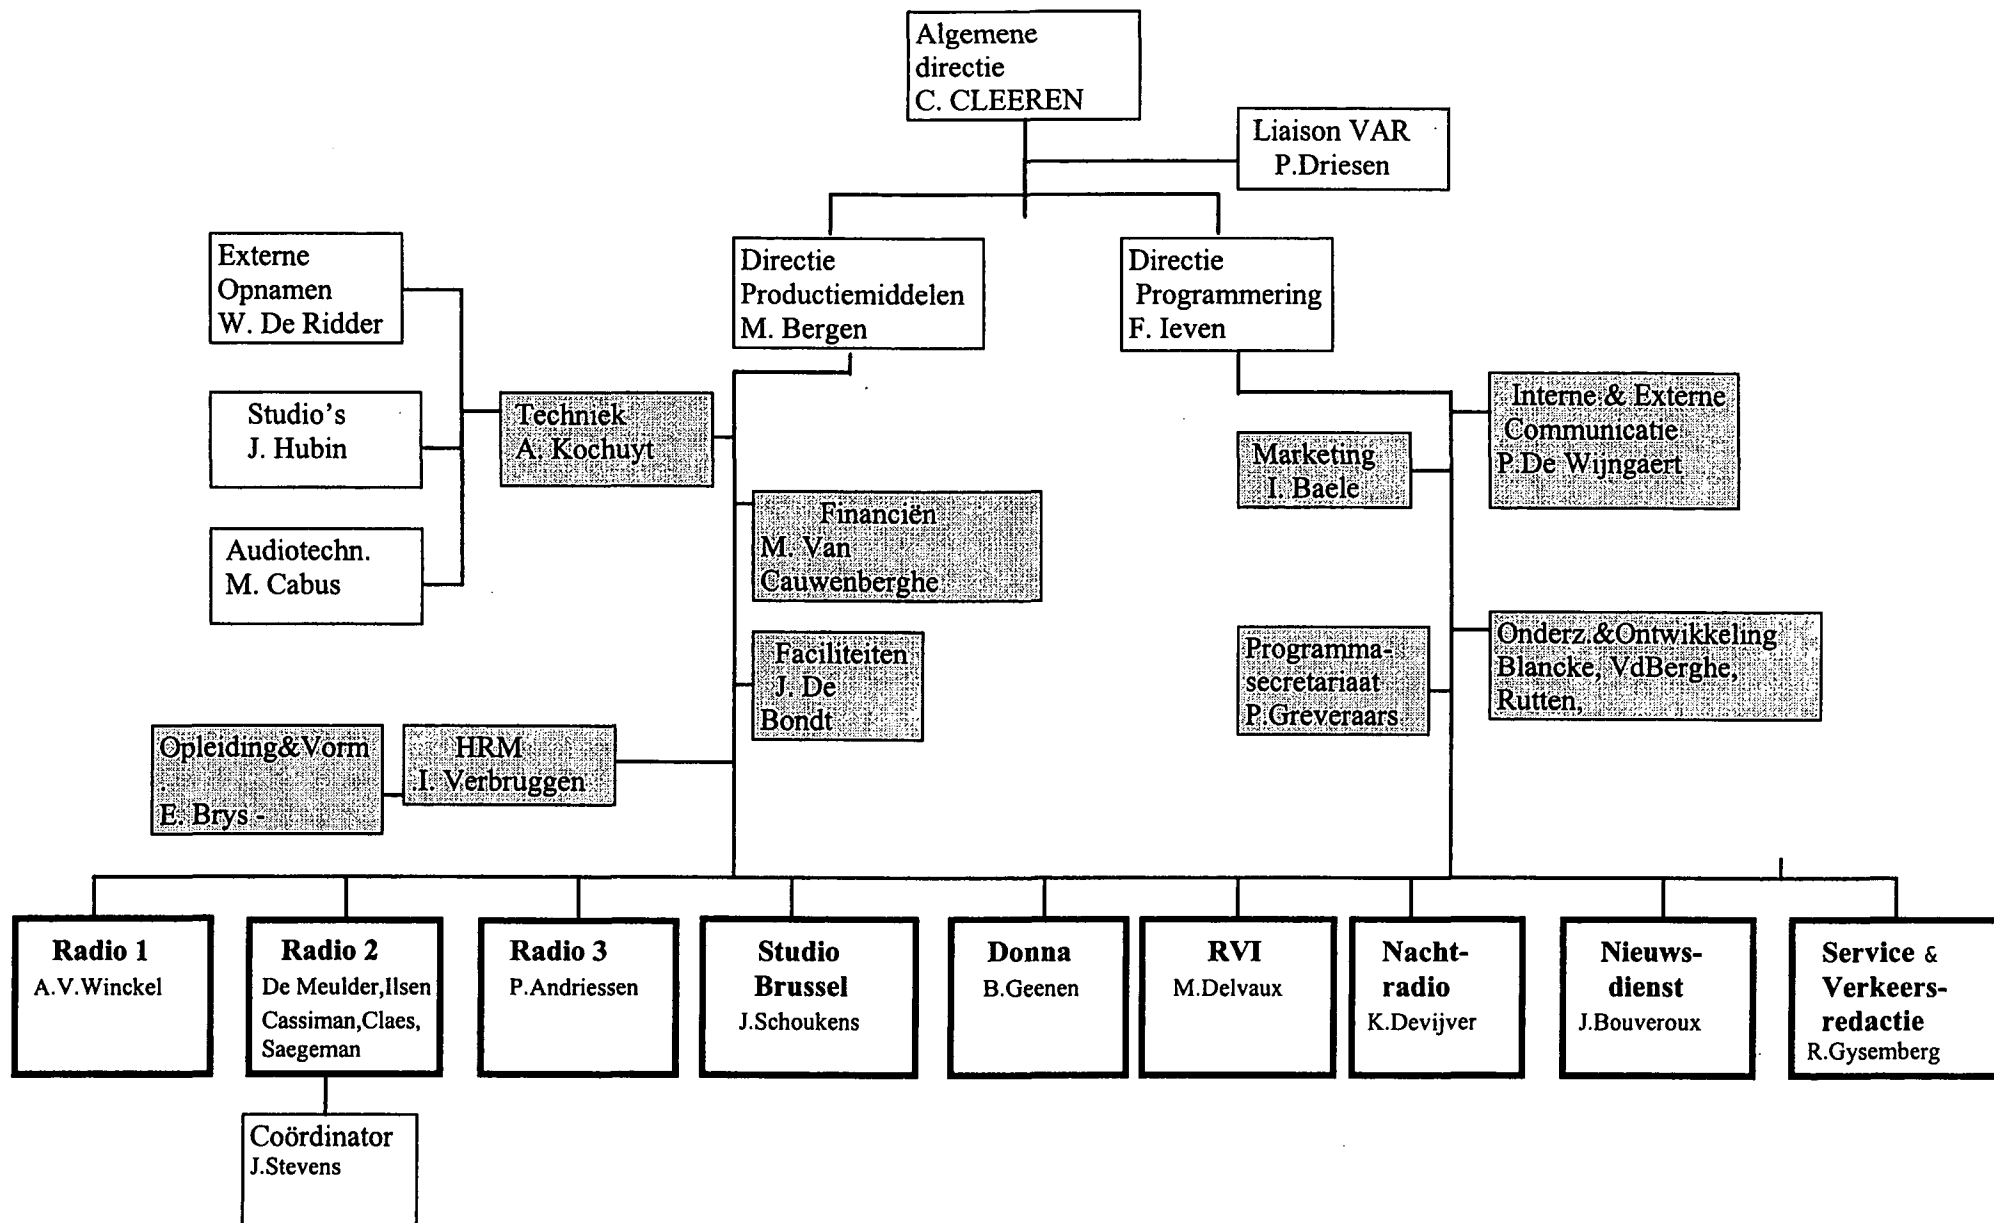 Algemene
directie
C. CLEEREN
Liaison VAR
P.Driesen
Externe
Opnamen
W. De Ridder
Directie
Productiemiddelen
M. Bergen
Directie
Programmering
F. Ieven
Studio's
J. Hubin
Techniek
A. Kochuyt
Interne & Externe
Communicatie
P.De Wijngaert
Marketing
I. Baele
Financiën
M. Van
Cauwenberghe
Audiotechn.
M. Cabus
Faciliteiten
J. De
Bondt
Programma-
secretariaat
P.Greveraars
Onderz.&Ontwikkeling
Blancke, VdBerghe,
Rutten,
Opleiding&Vorm
.
E. Brys -
HRM
.I. Verbruggen
Radio 1
A.V.Winckel
Radio 2
De Meulder,Ilsen
Cassiman,Claes,
Saegeman
Radio 3
P.Andriessen
Studio
Brussel
J.Schoukens
Donna
B.Geenen
RVI
M.Delvaux
Nacht-
radio
K.Devijver
Nieuws-
dienst
J.Bouveroux
Service &
Verkeers-
redactie
R.Gysemberg
Coördinator
J.Stevens